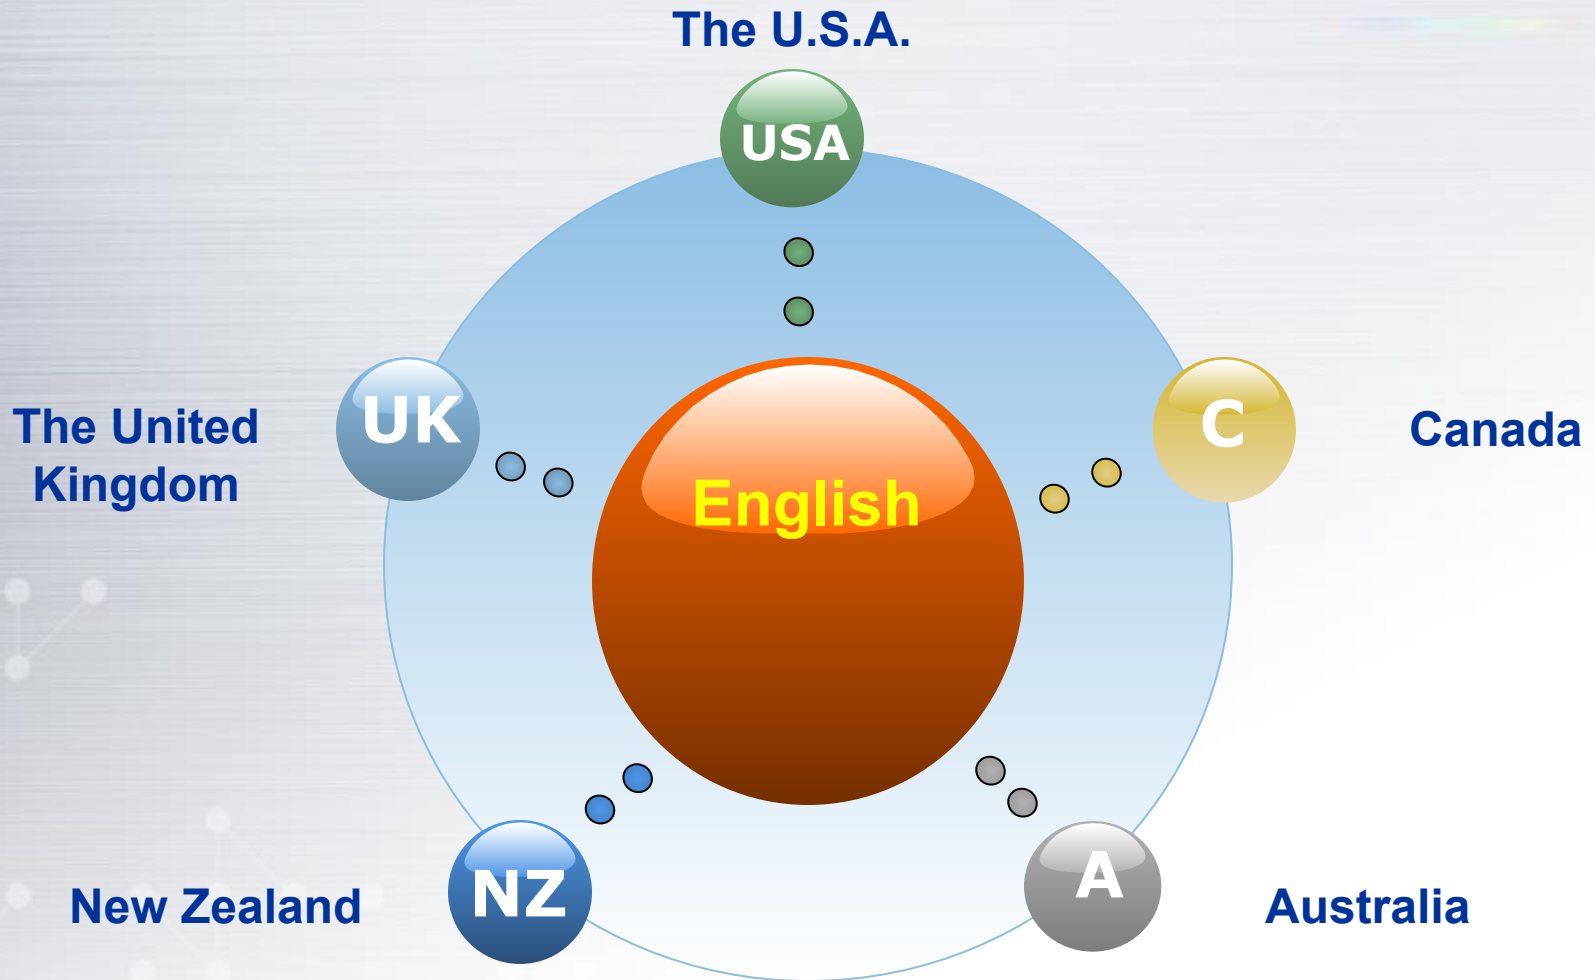 The U.S.A.
USA
The United
Kingdom
UK
C
Canada
English
New Zealand
NZ
A
Australia